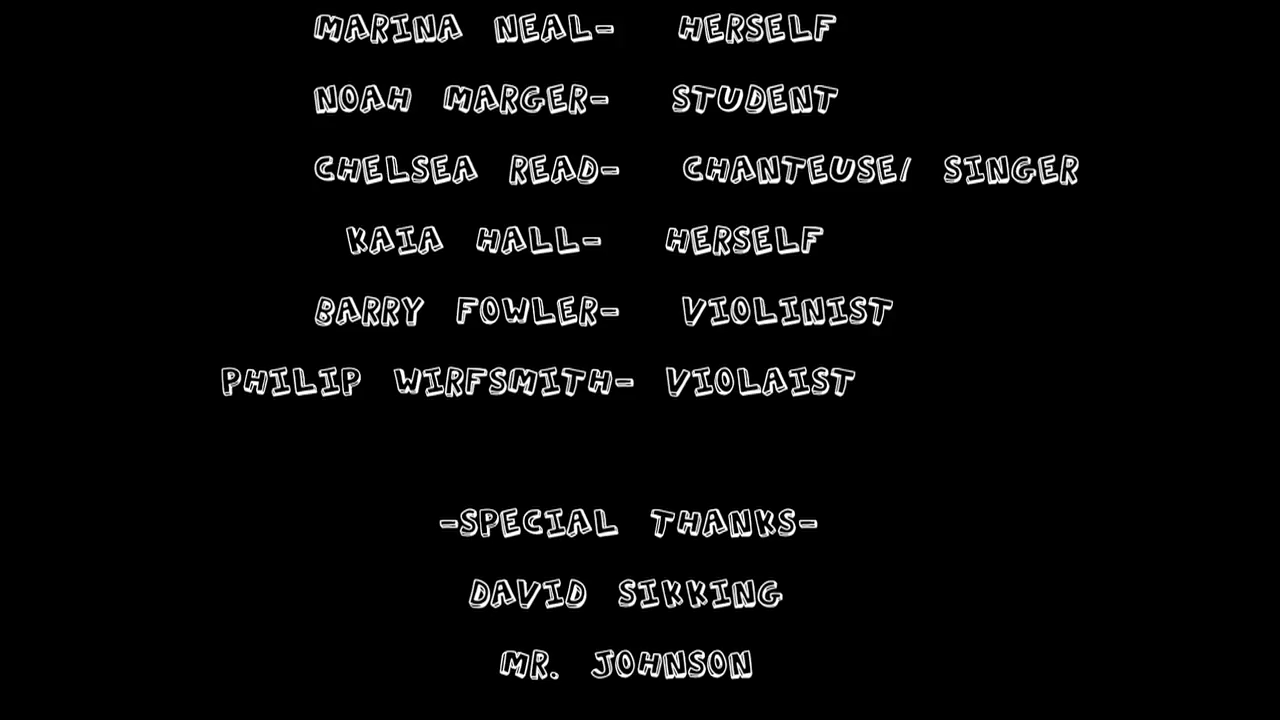 MARINA NEAL- HERSELF
NOAH MARGER- STUDENT
CHELSEA READ- CHANTEUSE/ SINGER
KAIA HALL- HERSELF
BARRY FOWLER- VIOLINIST
PHILIP WIRFSMITH- VIOLAIST
-SPECIAL THANKS-
DAVID SIKKING
MR. JOHNSON